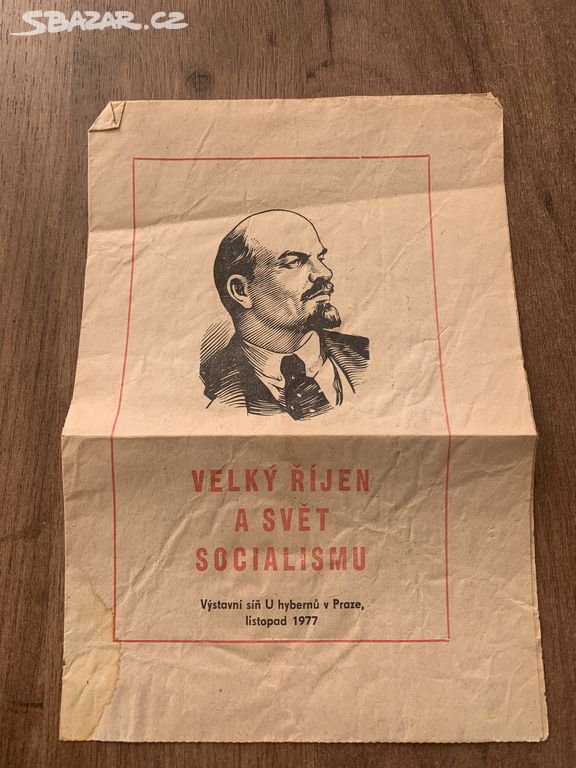 SBAZAR.CZ
VELKÝ ŘÍJEN
A SVĚT
SOCIALISMU
Výstavní síň U hybernů v Praze,
listopad 1977